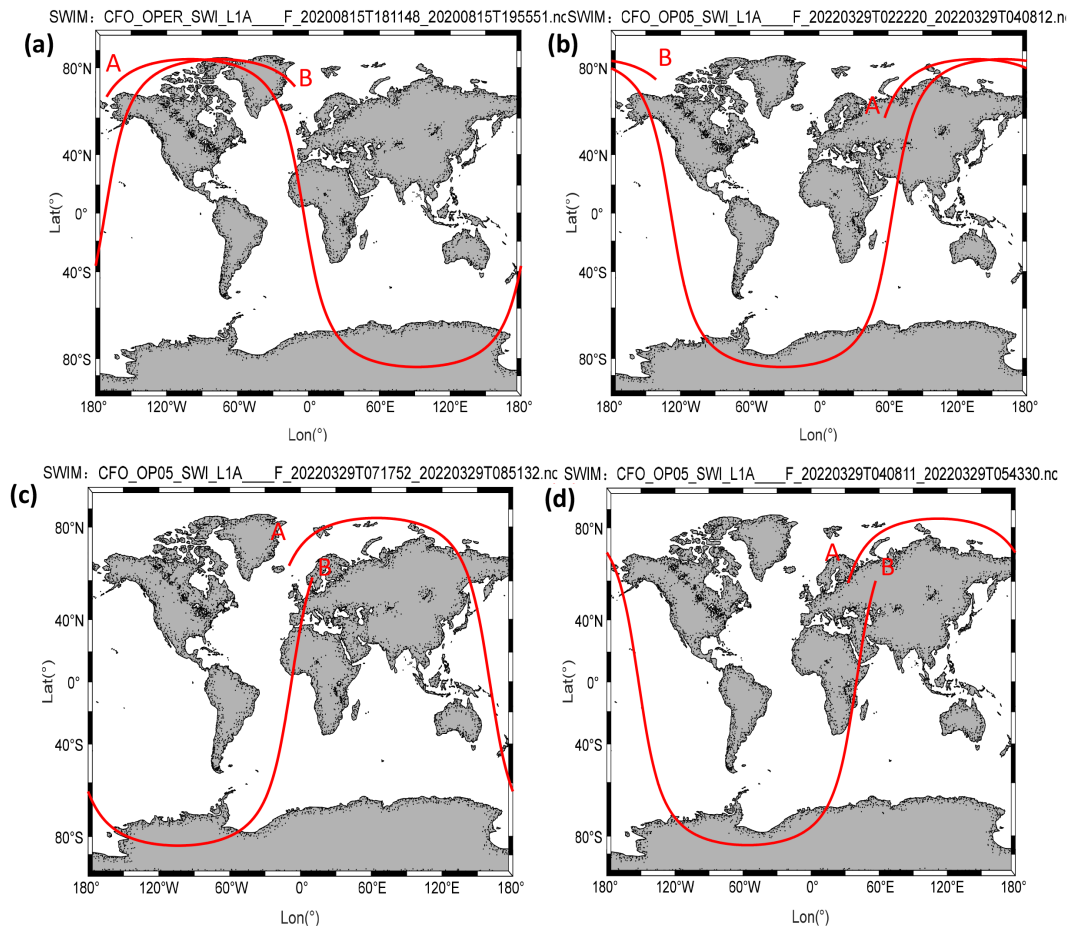 SWIM： CFO_OPER_SWI_L1A____F_20200815T181148_20200815T195551.nc
SWIM： CFO_OP05_SWI_L1A____F_20220329T022220_20220329T040812.n
(a)
(b)
A
B
B
A
80°N
40°N
0°
40°S
80°S
Lat(°)
80°N
40°N
0°
40°S
80°S
Lat(°)
180°
120°W
60°W
0°
60°E
120°E
180°
Lon(°)
180°
120°W
60°W
0°
60°E
120°E
180°
Lon(°)
SWIM： CFO_OP05_SWI_L1A____F_20220329T071752_20220329T085132.nc
SWIM： CFO_OP05_SWI_L1A____F_20220329T040811_20220329T054330.nc
(c)
(d)
A
B
A
B
80°N
40°N
0°
40°S
80°S
Lat(°)
80°N
40°N
0°
40°S
80°S
Lat(°)
180°
120°W
60°W
0°
60°E
120°E
180°
Lon(°)
180°
120°W
60°W
0°
60°E
120°E
180°
Lon(°)